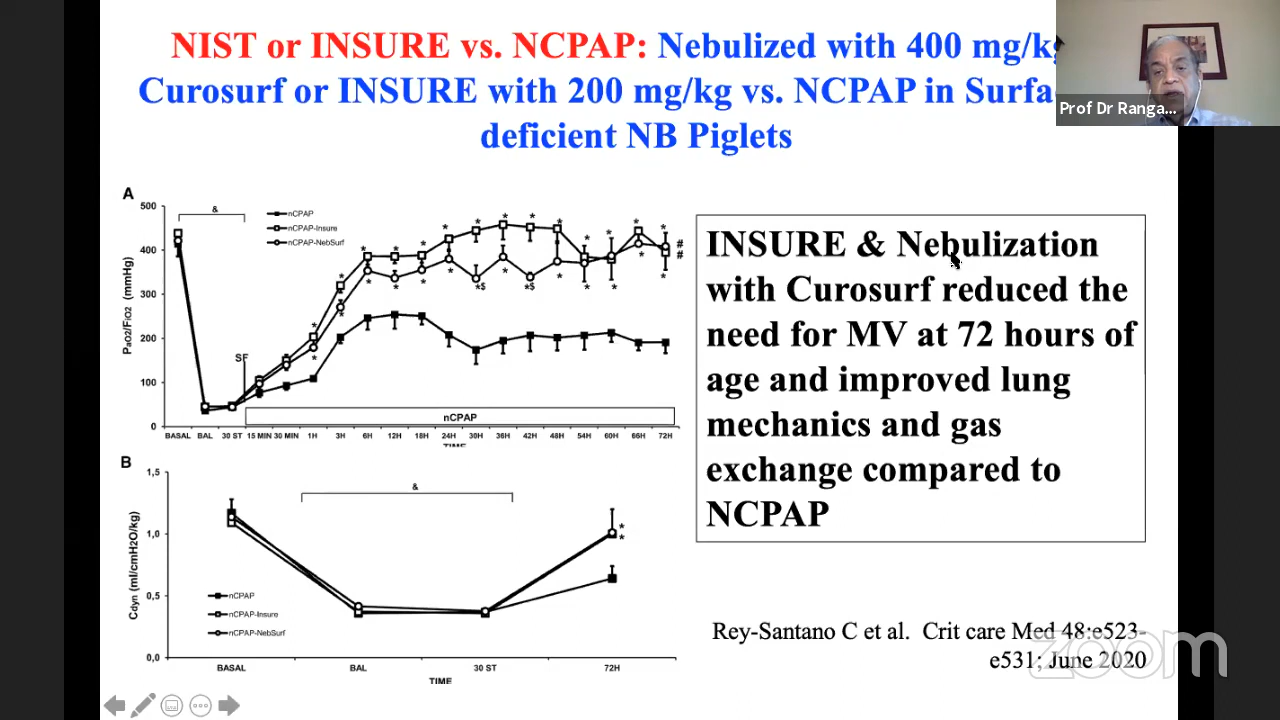 NIST or INSURE vs. NCPAP: Nebulized with 400 mg/kg
Curosurf or INSURE with 200 mg/kg vs. NCPAP in Surfa
deficient NB Piglets
Prof Dr Ranga...
A
500
400
300
200
100
0
PaO2/FiO2 (mmHg)
&
nCPAP
nCPAP-Insure
nCPAP-NebSurf
SF
* * * * * * * * * * *
* * * * * * *$ * *$ * * * * *
#
#
nCPAP
BASAL BAL 30 ST 15 MIN 30 MIN 1H 3H 6H 12H 18H 24H 30H 36H 42H 48H 54H 60H 66H 72H
TIME
INSURE & Nebulization
with Curosurf reduced the
need for MV at 72 hours of
age and improved lung
mechanics and gas
exchange compared to
NCPAP
B
1,5
1,0
0,5
0,0
Cdyn (ml/cmH2O/kg)
&
*
*
nCPAP
nCPAP-Insure
nCPAP-NebSurf
BASAL BAL 30 ST 72H
TIME
Rey-Santano C et al. Crit care Med 48:e523-
e531; June 2020
zoom